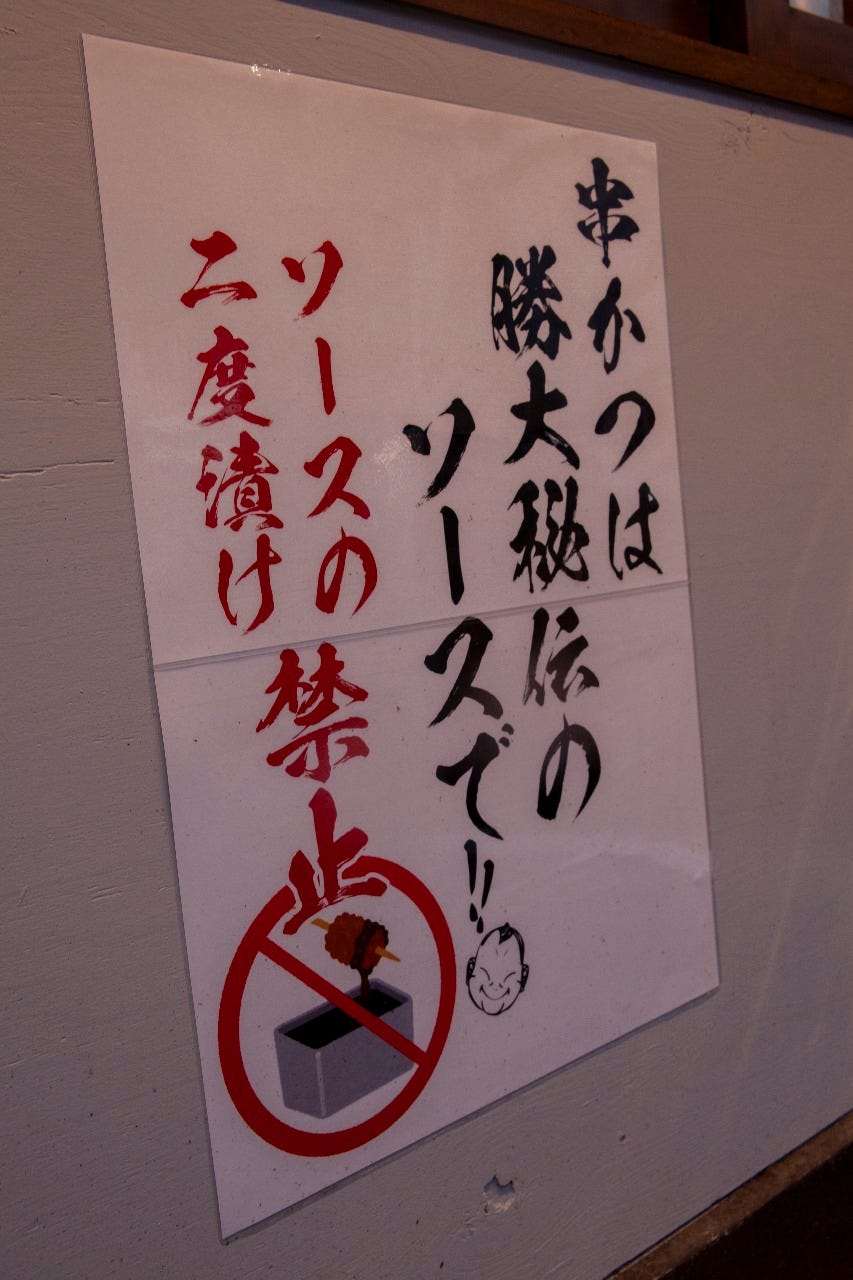 串かつは
勝大秘伝の
ソースで!!
ソースの
二度漬け
禁止